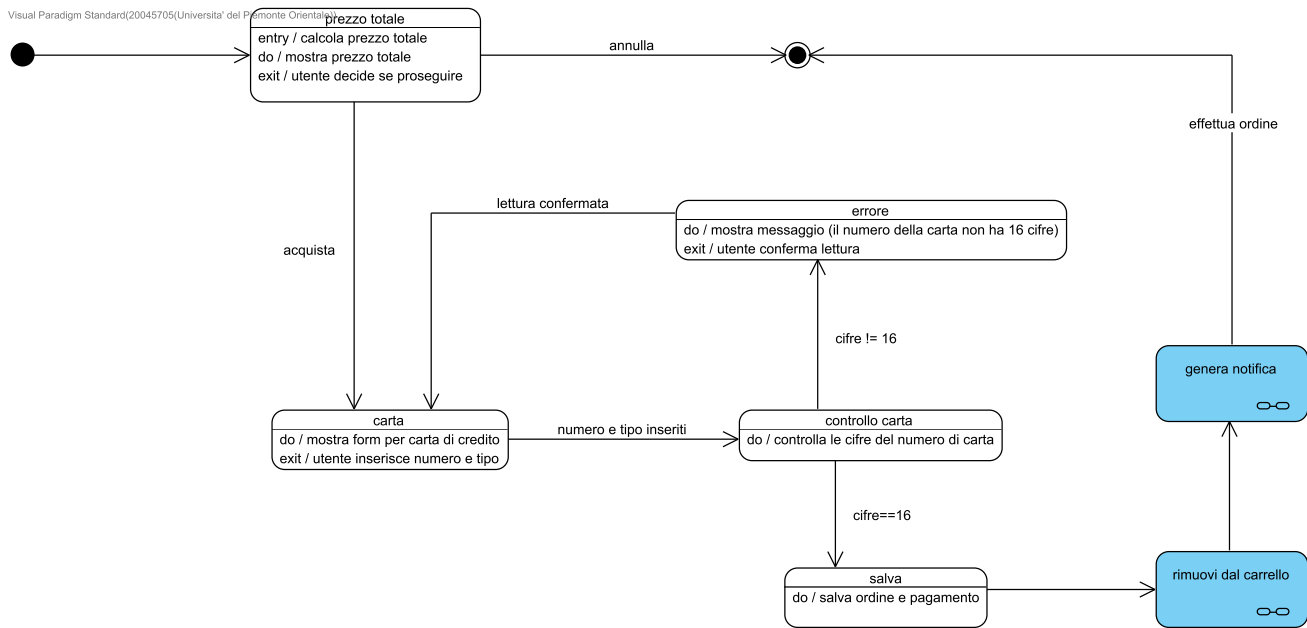 Visual Paradigm Standard(20045705(Universita' del Piemonte Orientale))
prezzo totale
entry / calcola prezzo totale
do / mostra prezzo totale
exit / utente decide se proseguire
annulla
effettua ordine
lettura confermata
errore
do / mostra messaggio (il numero della carta non ha 16 cifre)
exit / utente conferma lettura
acquista
cifre != 16
genera notifica
carta
do / mostra form per carta di credito
exit / utente inserisce numero e tipo
numero e tipo inseriti
controllo carta
do / controlla le cifre del numero di carta
cifre==16
salva
do / salva ordine e pagamento
rimuovi dal carrello